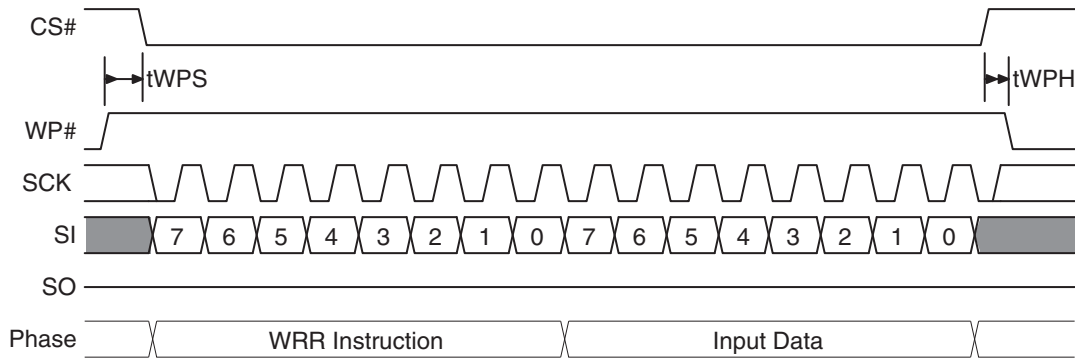 CS#
tWPS
tWPH
WP#
SCK
SI 7 6 5 4 3 2 1 0 7 6 5 4 3 2 1 0
SO
Phase WRR Instruction Input Data